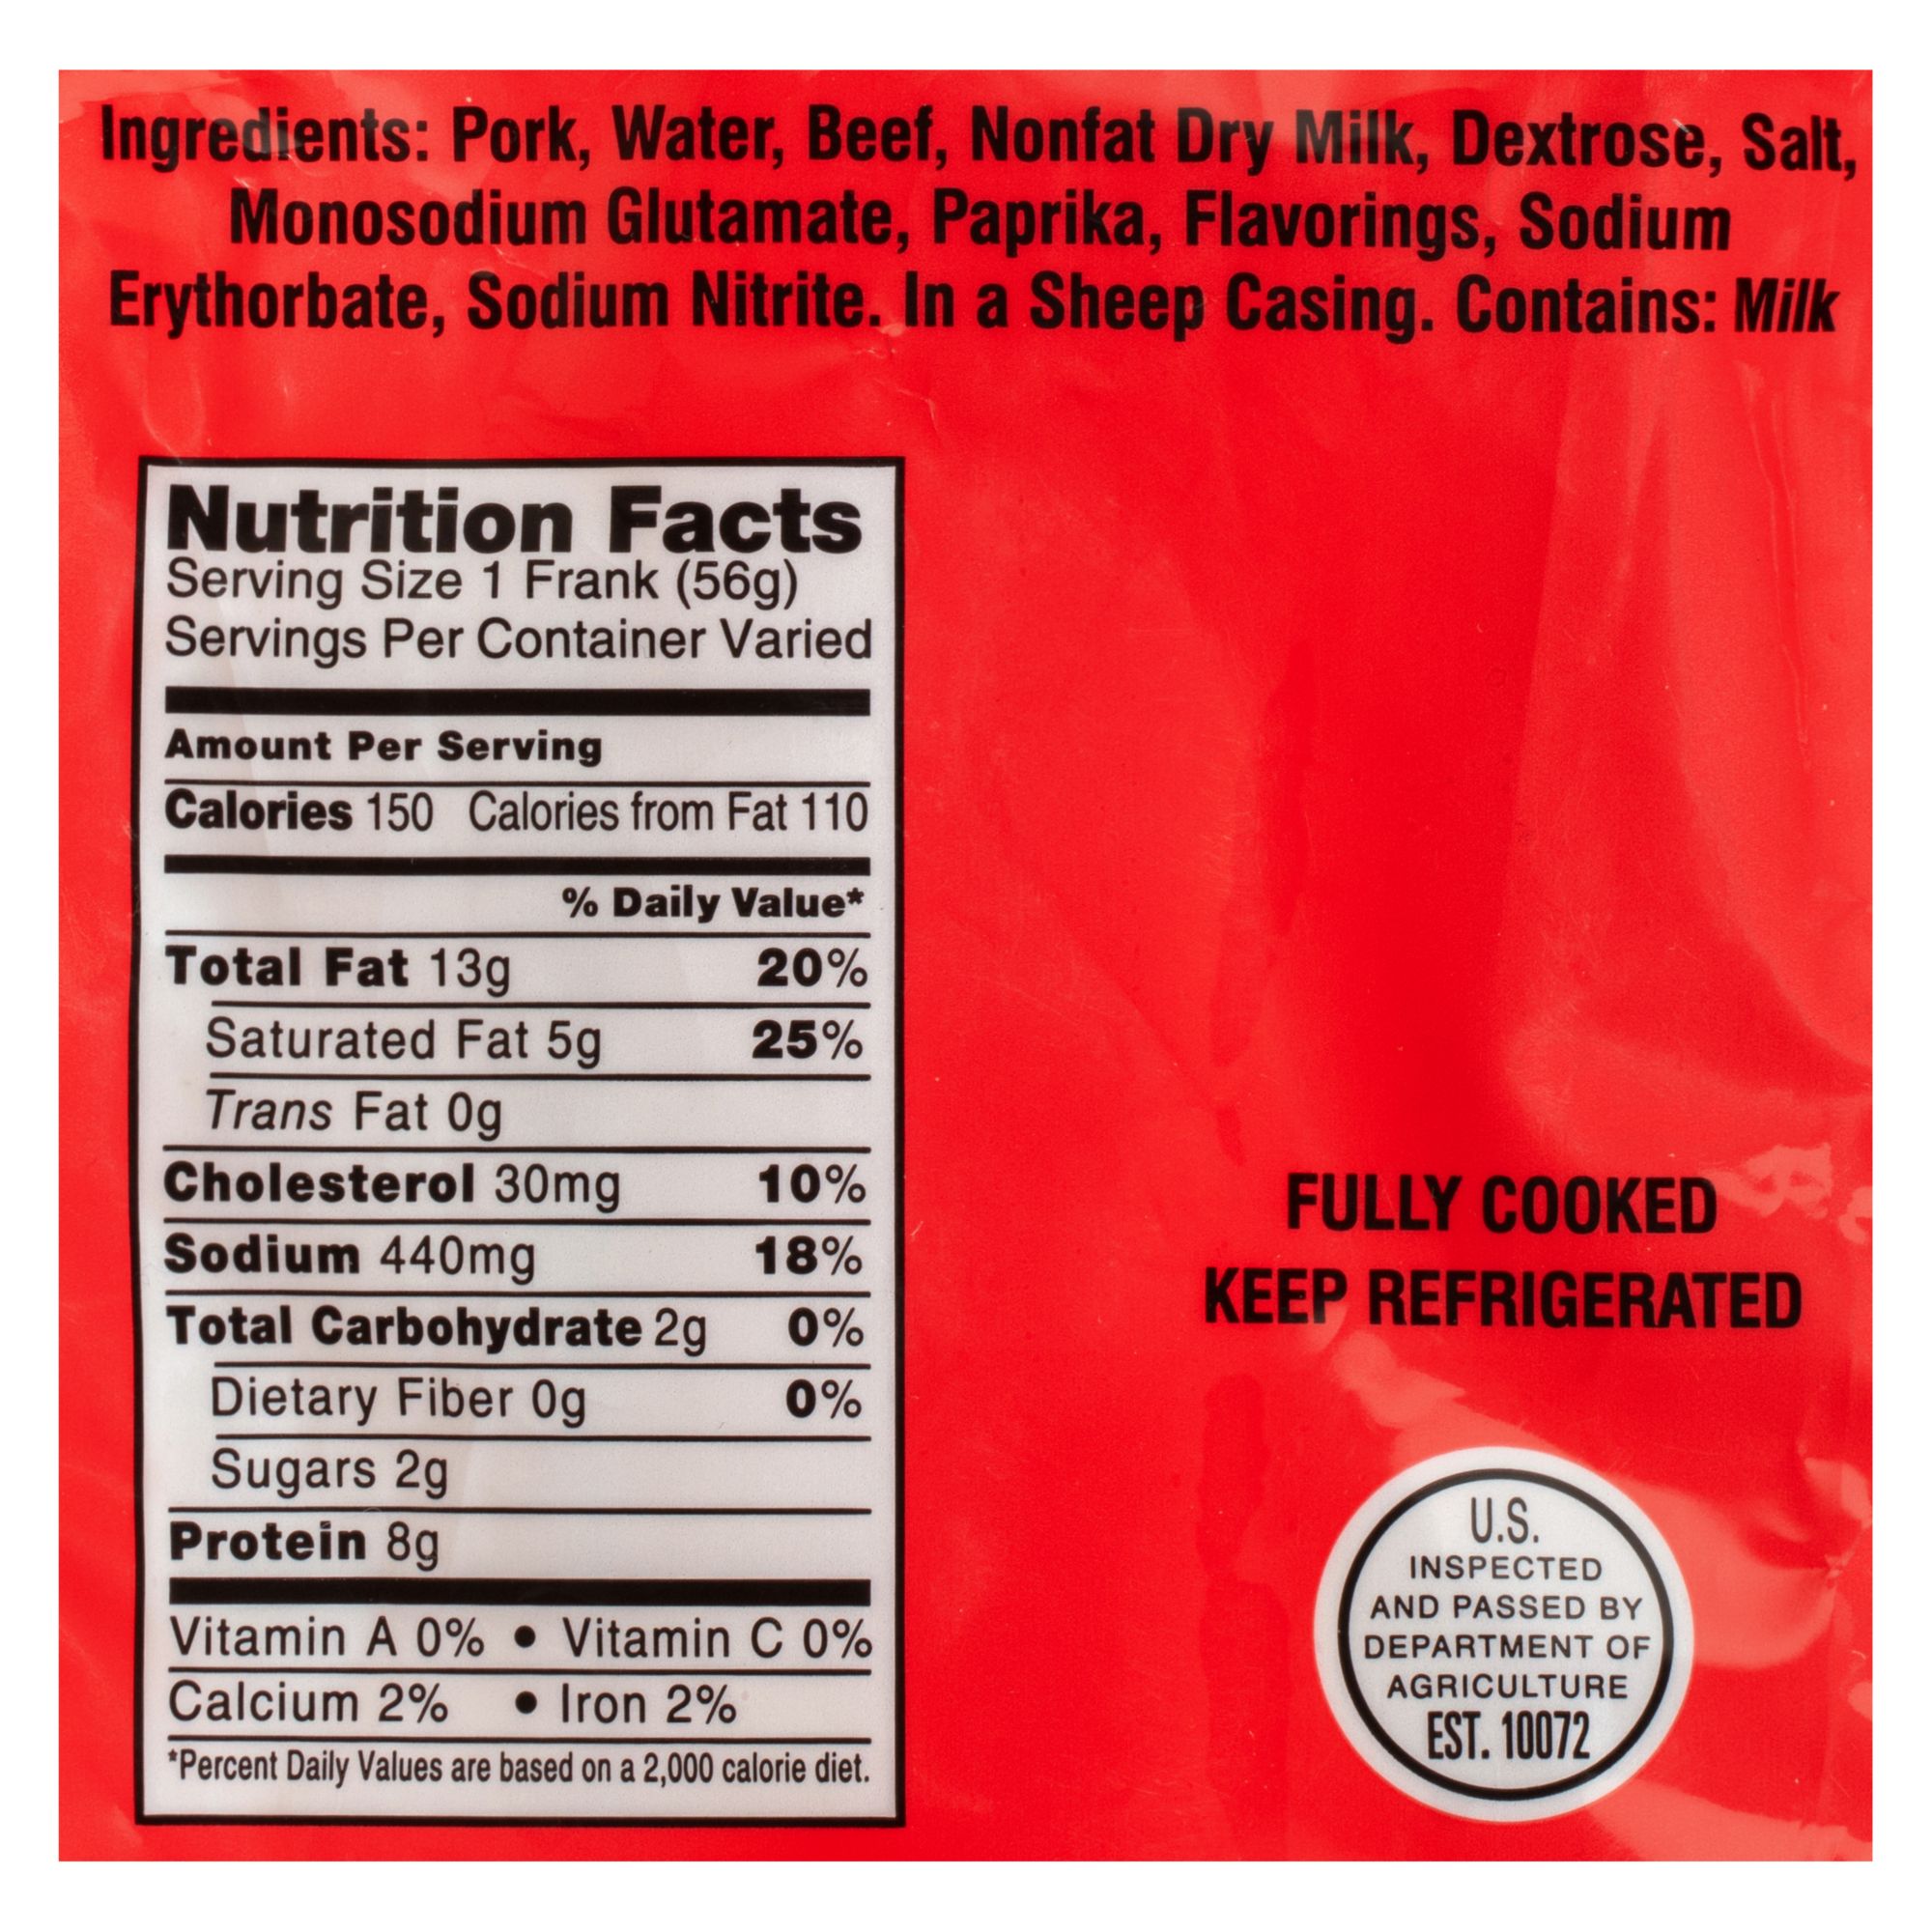 Ingredients: Pork, Water, Beef, Nonfat Dry Milk, Dextrose, Salt,
Monosodium Glutamate, Paprika, Flavorings, Sodium
Erythorbate, Sodium Nitrite. In a Sheep Casing. Contains: Milk
Nutrition Facts
Serving Size 1 Frank (56g)
Servings Per Container Varied
Amount Per Serving
Calories 150 Calories from Fat 110
% Daily Value*
Total Fat 13g 20%
Saturated Fat 5g 25%
Trans Fat 0g
Cholesterol 30mg 10%
Sodium 440mg 18%
Total Carbohydrate 2g 0%
Dietary Fiber 0g 0%
Sugars 2g
Protein 8g
Vitamin A 0% • Vitamin C 0%
Calcium 2% • Iron 2%
*Percent Daily Values are based on a 2,000 calorie diet.
FULLY COOKED
KEEP REFRIGERATED
U.S.
INSPECTED
AND PASSED BY
DEPARTMENT OF
AGRICULTURE
EST. 10072